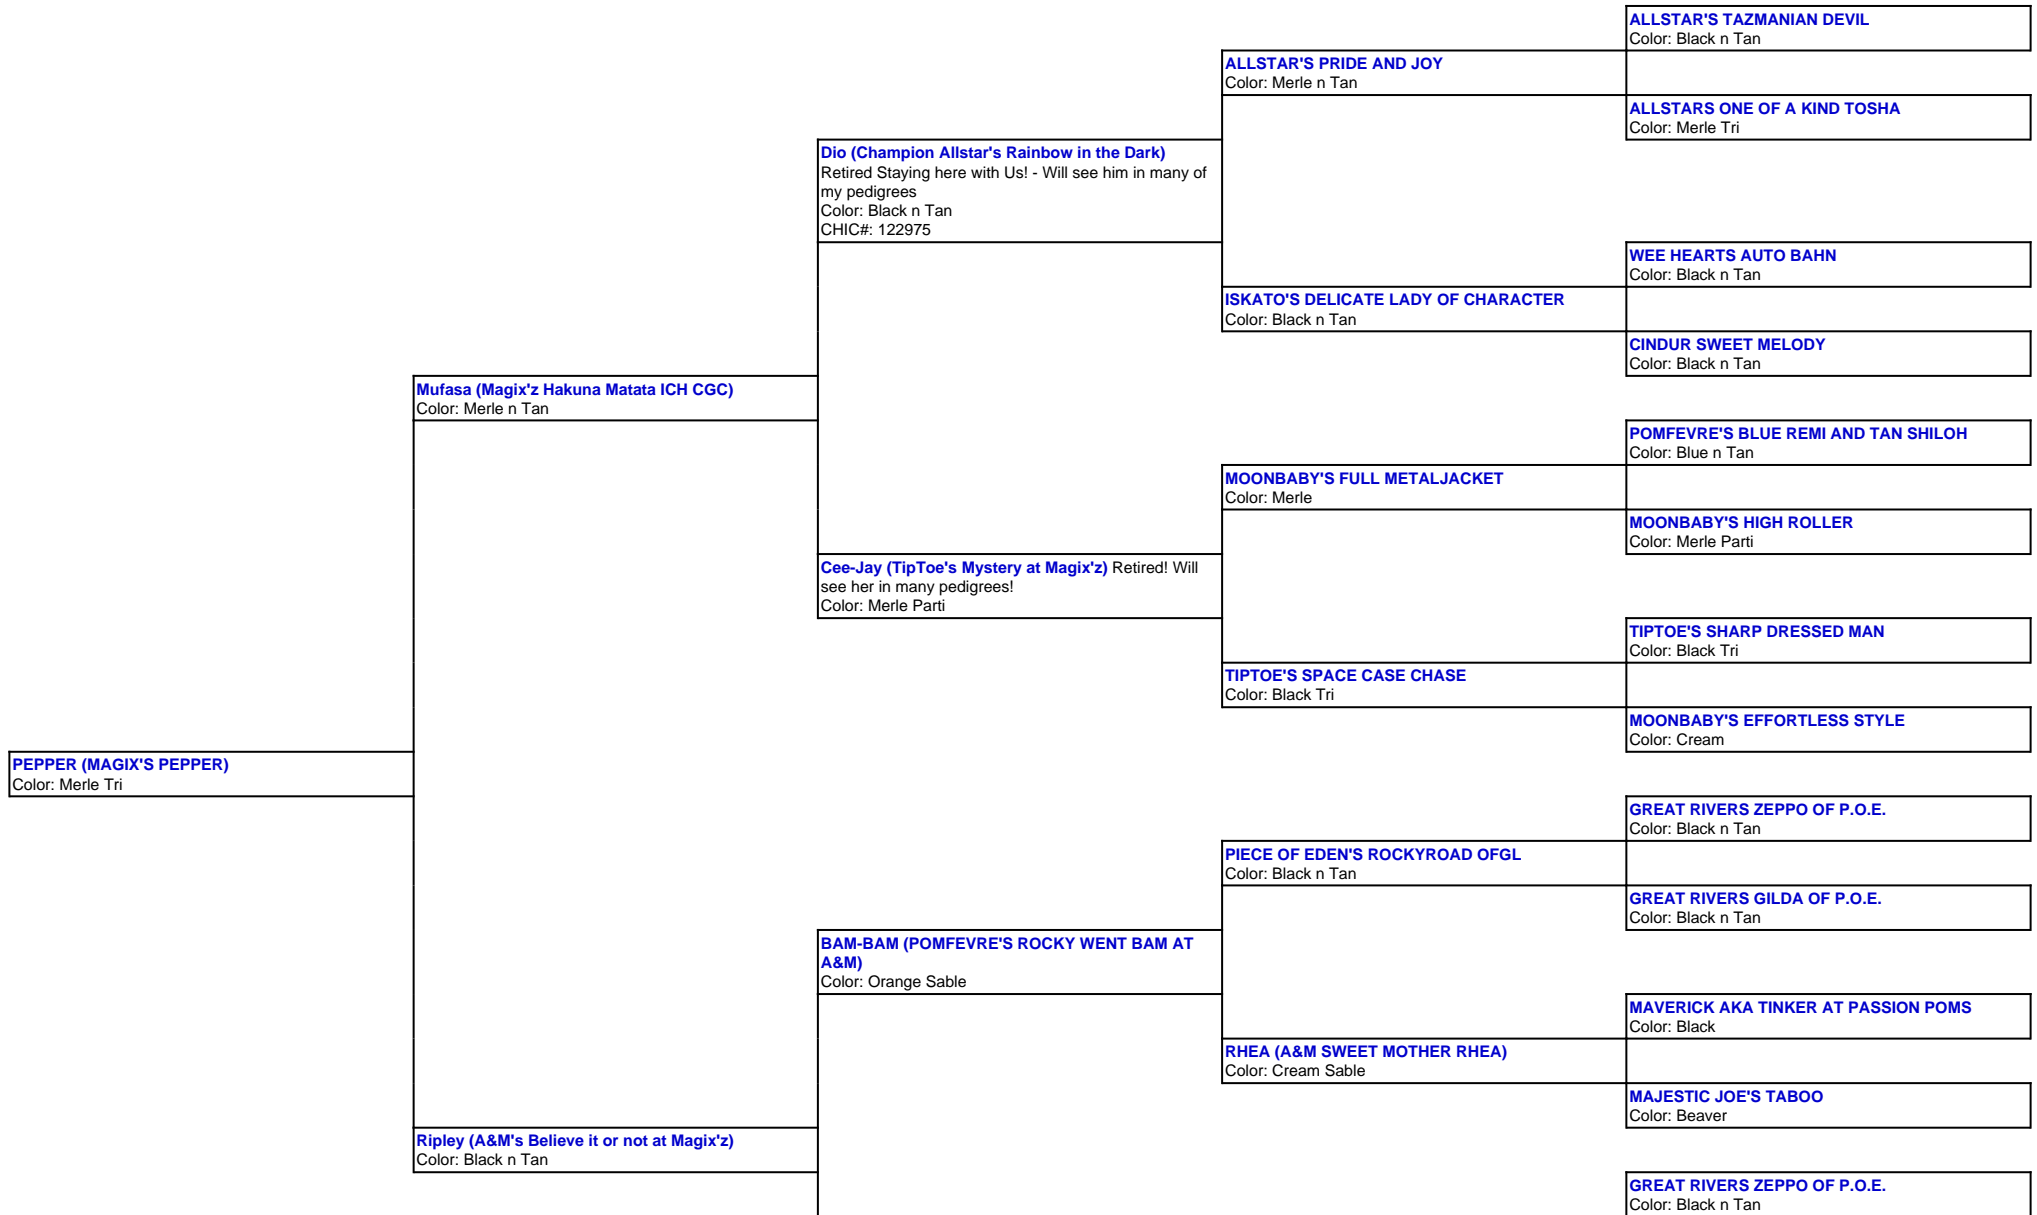 ALLSTAR'S TAZMANIAN DEVIL
Color: Black n Tan
ALLSTAR'S PRIDE AND JOY
Color: Merle n Tan
ALLSTARS ONE OF A KIND TOSHA
Color: Merle Tri
Dio (Champion Allstar's Rainbow in the Dark)
Retired Staying here with Us! - Will see him in many of
my pedigrees
Color: Black n Tan
CHIC#: 122975
WEE HEARTS AUTO BAHN
Color: Black n Tan
ISKATO'S DELICATE LADY OF CHARACTER
Color: Black n Tan
CINDUR SWEET MELODY
Color: Black n Tan
Mufasa (Magix'z Hakuna Matata ICH CGC)
Color: Merle n Tan
POMFEVRE'S BLUE REMI AND TAN SHILOH
Color: Blue n Tan
MOONBABY'S FULL METALJACKET
Color: Merle
MOONBABY'S HIGH ROLLER
Color: Merle Parti
Cee-Jay (TipToe's Mystery at Magix'z) Retired! Will
see her in many pedigrees!
Color: Merle Parti
TIPTOE'S SHARP DRESSED MAN
Color: Black Tri
TIPTOE'S SPACE CASE CHASE
Color: Black Tri
MOONBABY'S EFFORTLESS STYLE
Color: Cream
PEPPER (MAGIX'S PEPPER)
Color: Merle Tri
GREAT RIVERS ZEPPO OF P.O.E.
Color: Black n Tan
PIECE OF EDEN'S ROCKYROAD OFGL
Color: Black n Tan
GREAT RIVERS GILDA OF P.O.E.
Color: Black n Tan
BAM-BAM (POMFEVRE'S ROCKY WENT BAM AT
A&M)
Color: Orange Sable
MAVERICK AKA TINKER AT PASSION POMS
Color: Black
RHEA (A&M SWEET MOTHER RHEA)
Color: Cream Sable
MAJESTIC JOE'S TABOO
Color: Beaver
Ripley (A&M's Believe it or not at Magix'z)
Color: Black n Tan
GREAT RIVERS ZEPPO OF P.O.E.
Color: Black n Tan